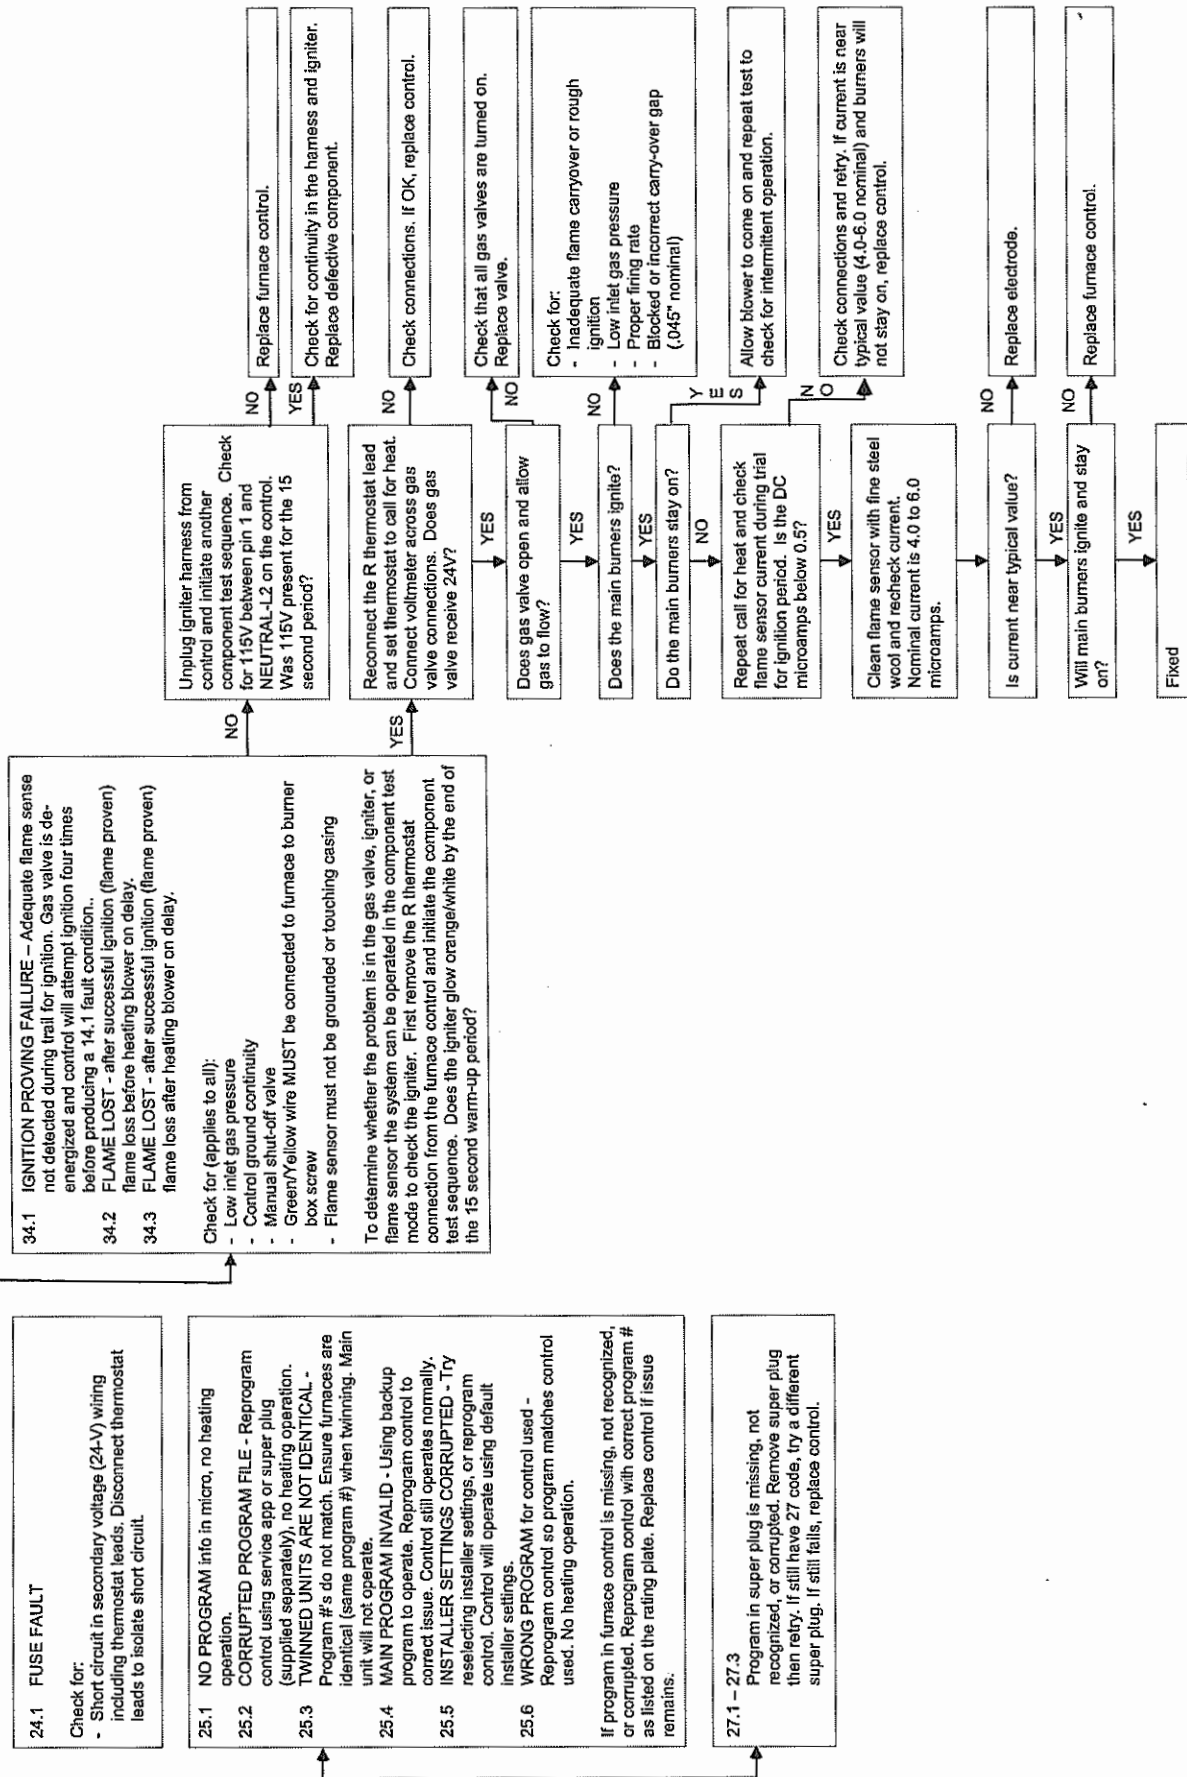 24.1 FUSE FAULT
Check for:
- Short circuit in secondary voltage (24-V) wiring
including thermostat leads. Disconnect thermostat
leads to isolate short circuit.
25.1 NO PROGRAM info in micro, no heating
operation.
25.2 CORRUPTED PROGRAM FILE - Reprogram
control using service app or super plug
(supplied separately), no heating operation.
25.3 TWINNED UNITS ARE NOT IDENTICAL -
Program #'s do not match. Ensure furnaces are
identical (same program #) when twinning. Main
unit will not operate.
25.4 MAIN PROGRAM INVALID - Using backup
program to operate. Reprogram control to
correct issue. Control still operates normally.
25.5 INSTALLER SETTINGS CORRUPTED - Try
reselecting installer settings, or reprogram
control. Control will operate using default
installer settings.
25.6 WRONG PROGRAM for control used -
Reprogram control so program matches control
used. No heating operation.
If program in furnace control is missing, not recognized,
or corrupted. Reprogram control with correct program #
as listed on the rating plate. Replace control if issue
remains.
27.1 – 27.3
Program in super plug is missing, not
recognized, or corrupted. Remove super plug
then retry. If still have 27 code, try a different
super plug. If still fails, replace control.
34.1 IGNITION PROVING FAILURE – Adequate flame sense
not detected during trail for ignition. Gas valve is de-
energized and control will attempt ignition four times
before producing a 14.1 fault condition..
34.2 FLAME LOST - after successful ignition (flame proven)
flame loss before heating blower on delay.
34.3 FLAME LOST - after successful ignition (flame proven)
flame loss after heating blower on delay.
Check for (applies to all):
- Low inlet gas pressure
- Control ground continuity
- Manual shut-off valve
- Green/Yellow wire MUST be connected to furnace to burner
box screw
- Flame sensor must not be grounded or touching casing
To determine whether the problem is in the gas valve, igniter, or
flame sensor the system can be operated in the component test
mode to check the igniter. First remove the R thermostat
connection from the furnace control and initiate the component
test sequence. Does the igniter glow orange/white by the end of
the 15 second warm-up period?
NO
YES
Unplug igniter harness from
control and initiate another
component test sequence. Check
for 115V between pin 1 and
NEUTRAL-L2 on the control.
Was 115V present for the 15
second period?
NO
Replace furnace control.
YES
Check for continuity in the harness and igniter.
Replace defective component.
Reconnect the R thermostat lead
and set thermostat to call for heat.
Connect voltmeter across gas
valve connections. Does gas
valve receive 24V?
NO
Check connections. If OK, replace control.
YES
Does gas valve open and allow
gas to flow?
NO
Check that all gas valves are turned on.
Replace valve.
YES
Does the main burners ignite?
NO
Check for:
- Inadequate flame carryover or rough
ignition
- Low inlet gas pressure
- Proper firing rate
- Blocked or incorrect carry-over gap
(.045" nominal)
YES
Do the main burners stay on?
YES
Allow blower to come on and repeat test to
check for intermittent operation.
NO
Repeat call for heat and check
flame sensor current during trial
for ignition period. Is the DC
microamps below 0.5?
NO
Check connections and retry. If current is near
typical value (4.0-6.0 nominal) and burners will
not stay on, replace control.
YES
Clean flame sensor with fine steel
wool and recheck current.
Nominal current is 4.0 to 6.0
microamps.
Is current near typical value?
NO
Replace electrode.
YES
Will main burners ignite and stay
on?
NO
Replace furnace control.
YES
Fixed